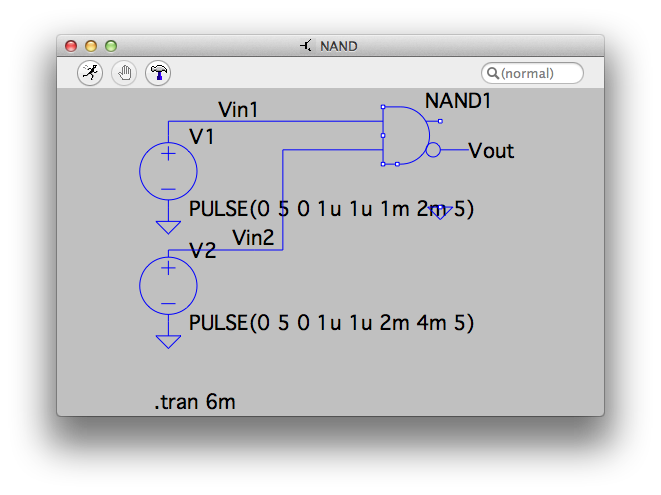 NAND
(normal)
NAND1
Vin1
V1
Vout
PULSE(0 5 0 1u 1u 1m 2m 5)
Vin2
V2
PULSE(0 5 0 1u 1u 2m 4m 5)
.tran 6m